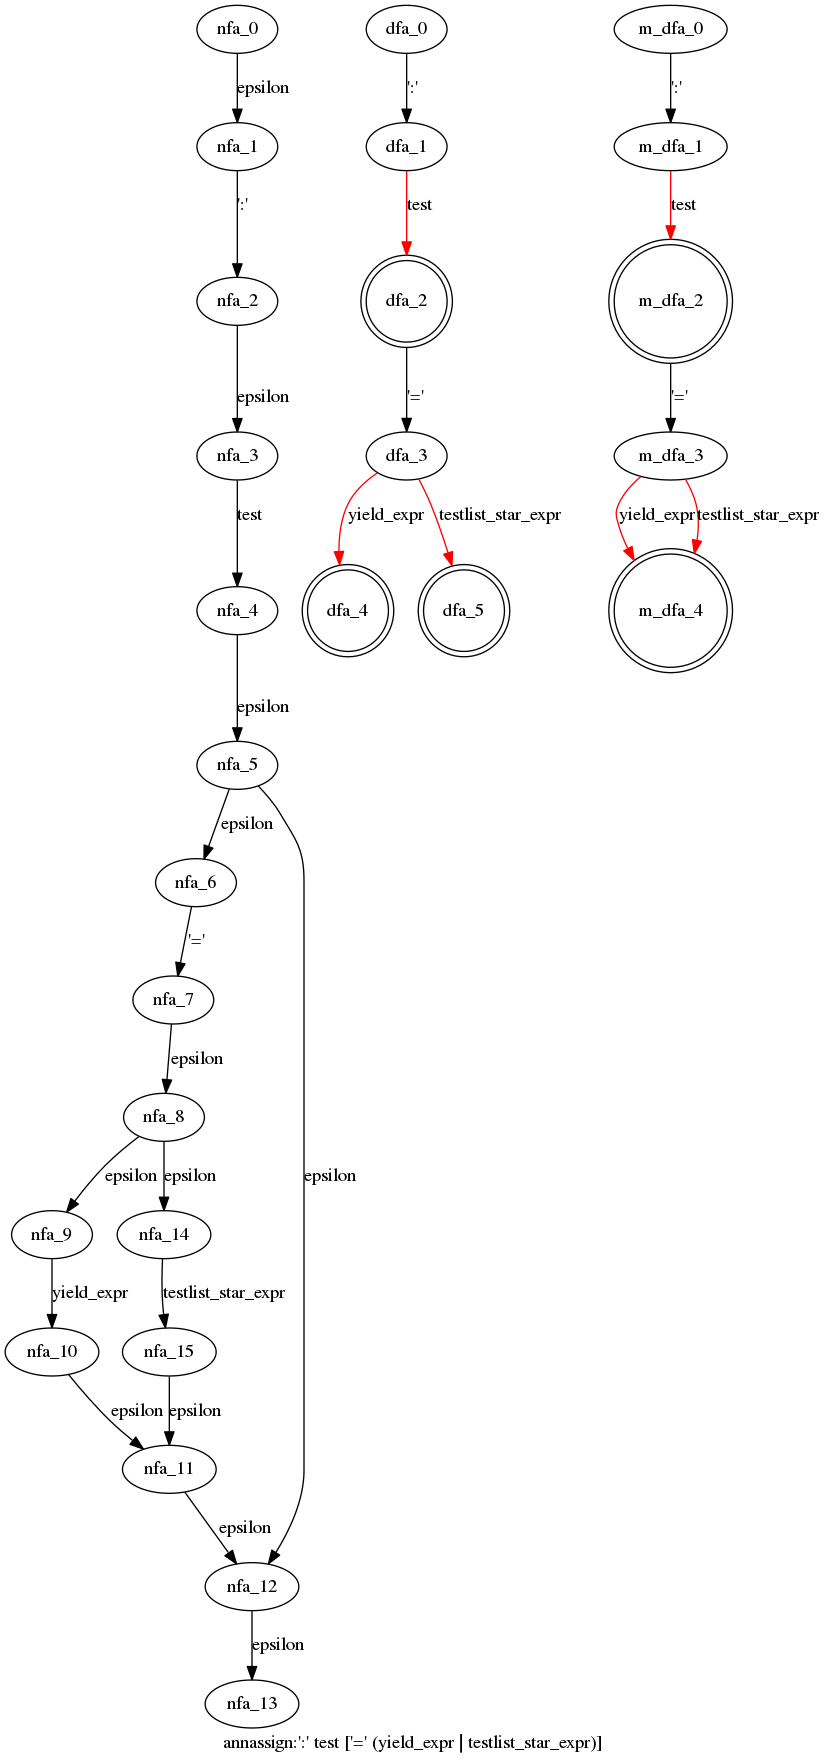 nfa_0 dfa_0 m_dfa_0
epsilon ':' ':'
nfa_1 dfa_1 m_dfa_1
':' test test
nfa_2 dfa_2 m_dfa_2
epsilon '=' '='
nfa_3 dfa_3 m_dfa_3
test yield_expr testlist_star_expr yield_expr testlist_star_expr
nfa_4 dfa_4 dfa_5 m_dfa_4
epsilon
nfa_5
epsilon
nfa_6
'='
nfa_7
epsilon
nfa_8
epsilon epsilon epsilon
nfa_9 nfa_14
yield_expr testlist_star_expr
nfa_10 nfa_15
epsilon epsilon
nfa_11
epsilon
nfa_12
epsilon
nfa_13
annassign:':' test ['=' (yield_expr | testlist_star_expr)]